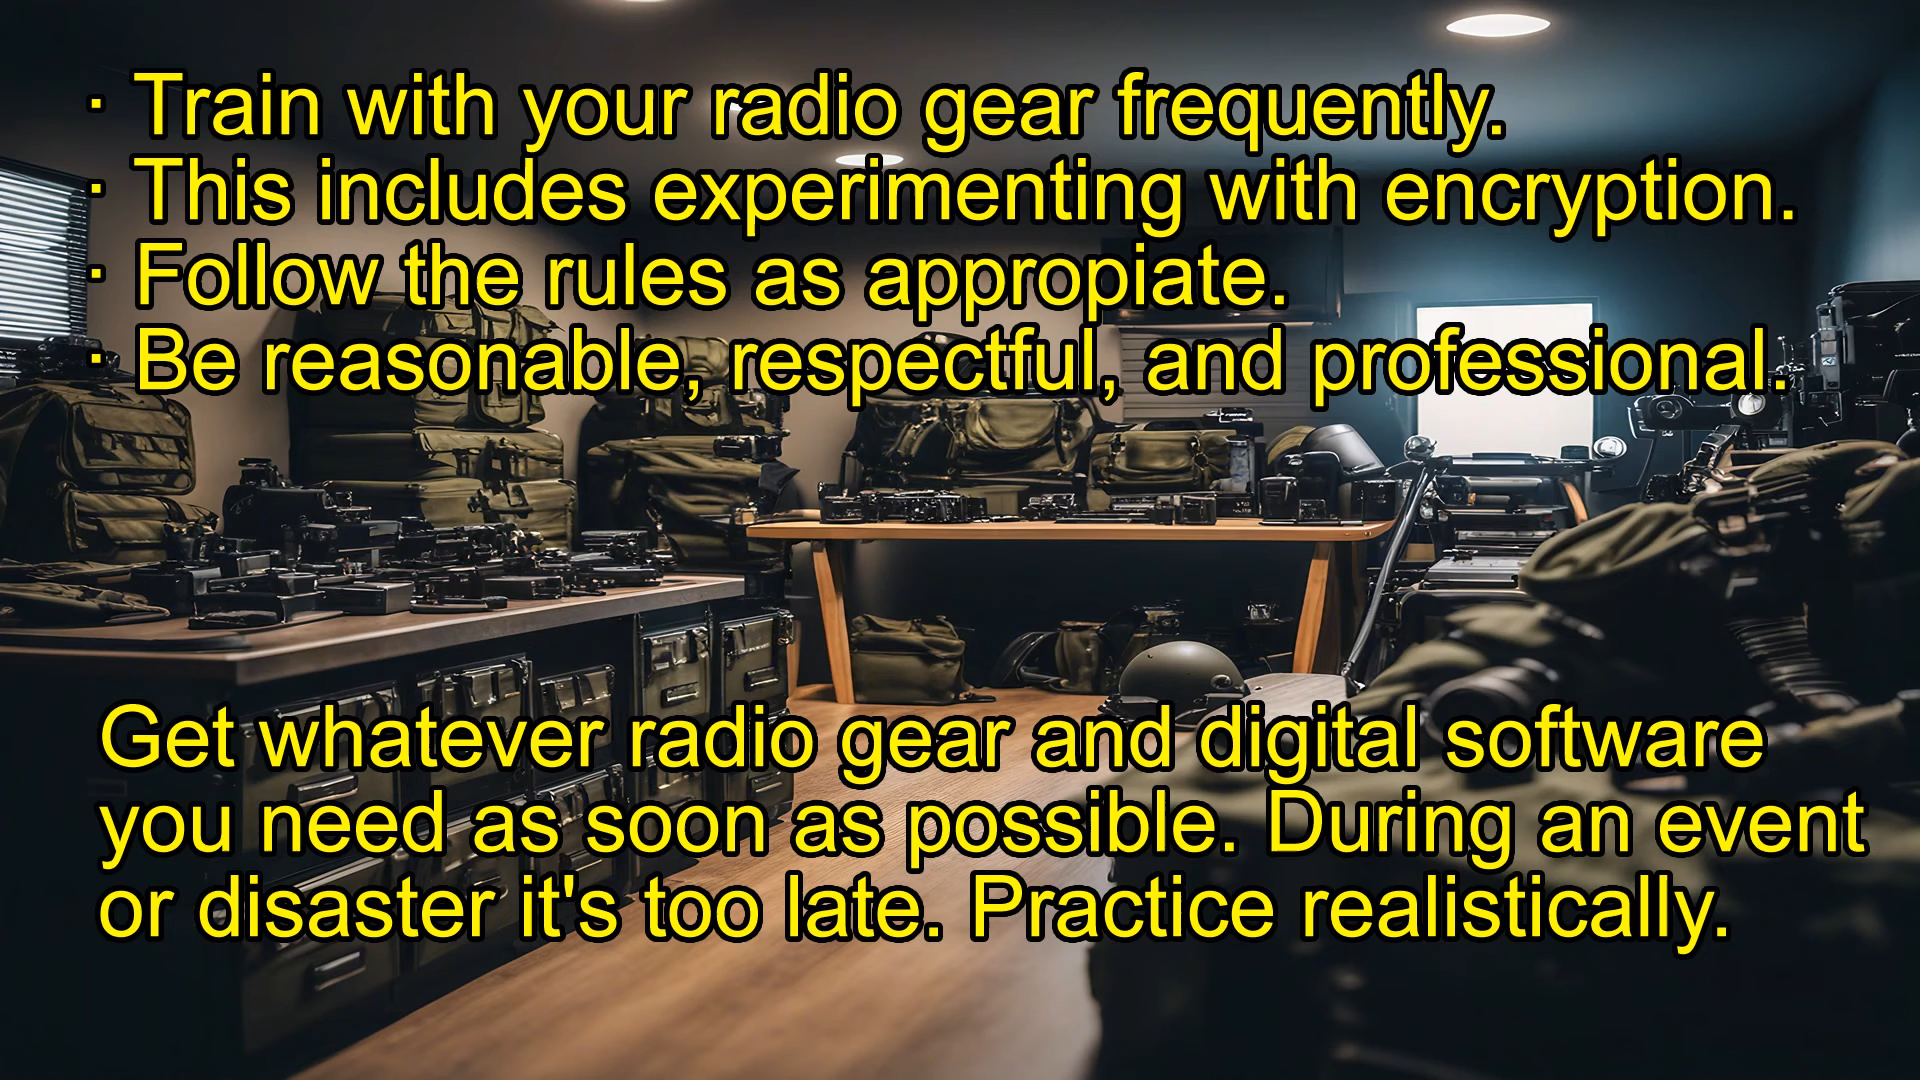 · Train with your radio gear frequently.
· This includes experimenting with encryption.
· Follow the rules as appropiate.
· Be reasonable, respectful, and professional.
Get whatever radio gear and digital software
you need as soon as possible. During an event
or disaster it's too late. Practice realistically.